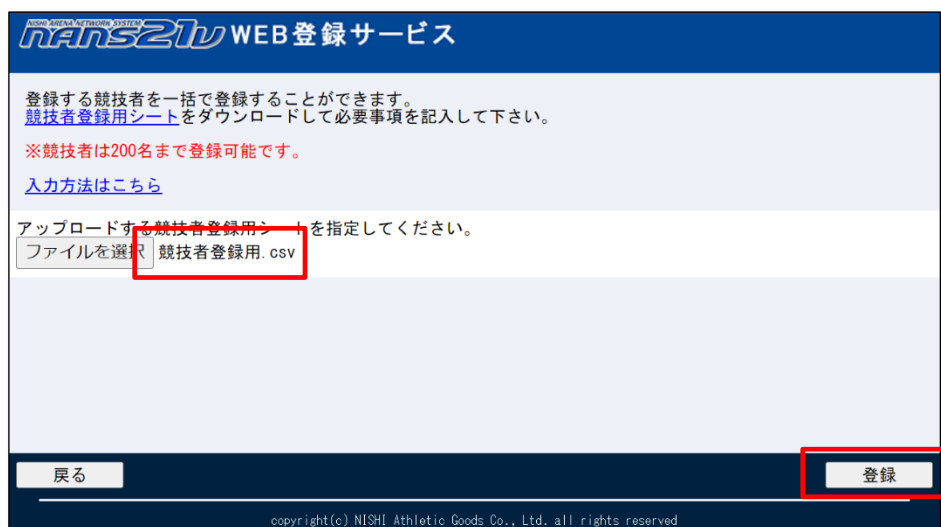 NISHI ARENA NETWORK SYSTEM
NANS21V WEB登録サービス
登録する競技者を一括で登録することができます。
競技者登録用シートをダウンロードして必要事項を記入して下さい。
※競技者は200名まで登録可能です。
入力方法はこちら
アップロードする競技者登録用シートを指定してください。
ファイルを選択 競技者登録用.csv
戻る
登録
copyright(c) NISHI Athletic Goods Co., Ltd. all rights reserved